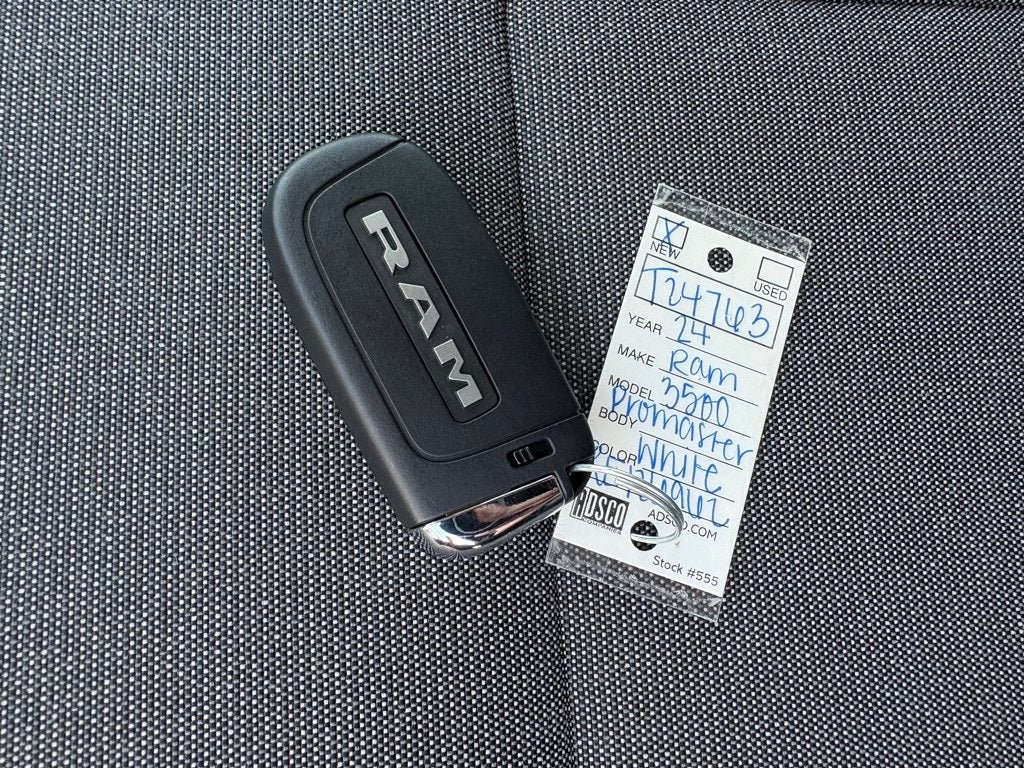 RAM
X
NEW
USED
T24763
YEAR 24
MAKE Ram
MODEL 3500
BODY Promaster
COLOR White
ADSCO
COMPANIES
ADSCO.COM
Stock #555